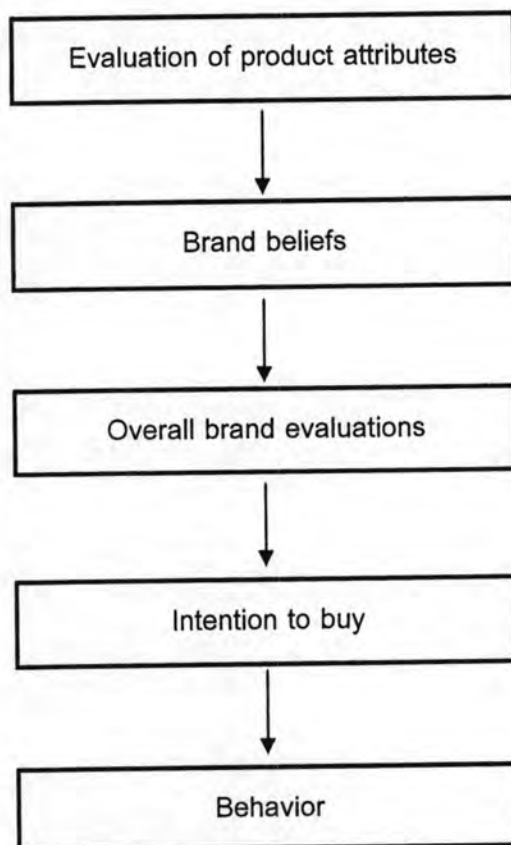 Evaluation of product attributes
Brand beliefs
Overall brand evaluations
Intention to buy
Behavior